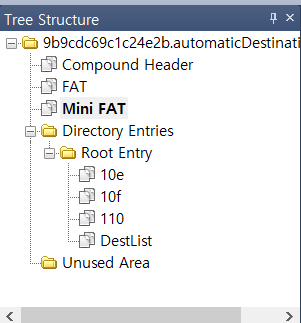 Tree Structure
9b9cdc69c1c24e2b.automaticDestinati
Compound Header
FAT
Mini FAT
Directory Entries
Root Entry
10e
10f
110
DestList
Unused Area